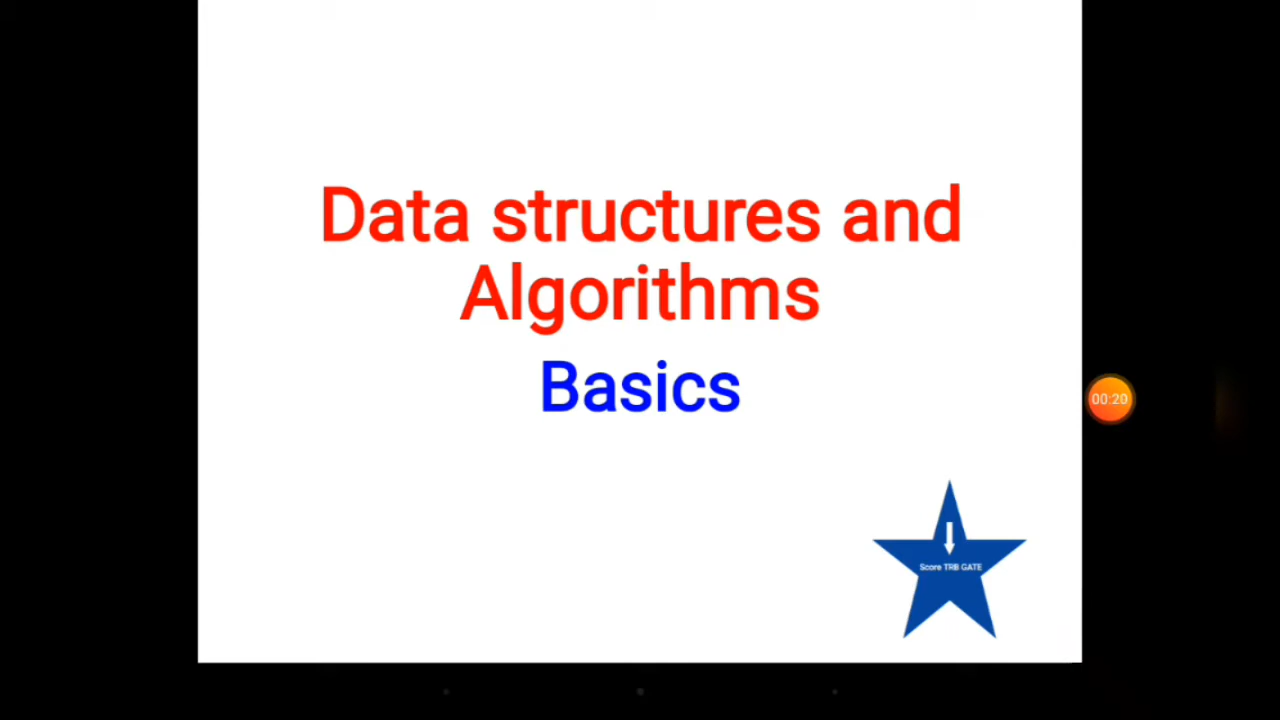 Data structures and
Algorithms
Basics
00:20
Score TRB GATE